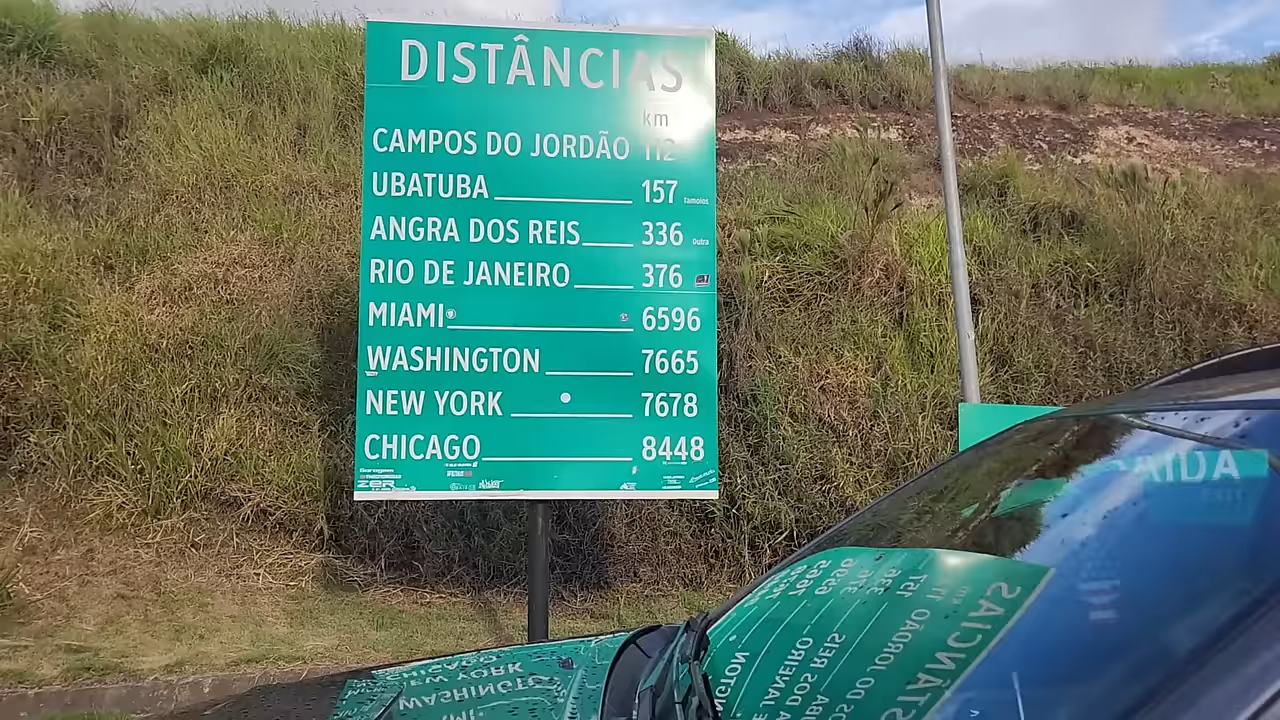 DISTÂNCIAS
km
CAMPOS DO JORDÃO 112
UBATUBA 157 Tamoios
ANGRA DOS REIS 336 Dutra
RIO DE JANEIRO 376
MIAMI 6596
WASHINGTON 7665
NEW YORK 7678
CHICAGO 8448